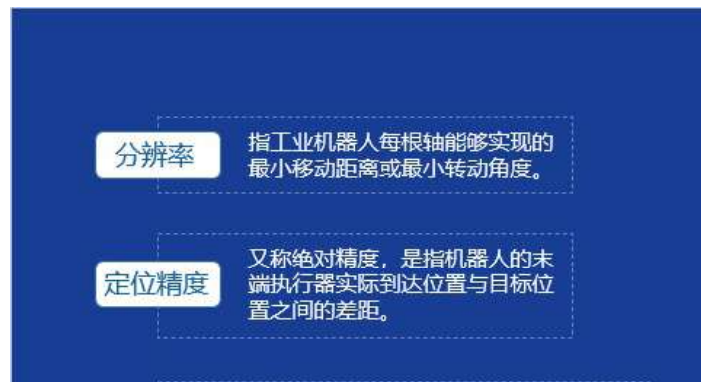 分辨率
指工业机器人每根轴能够实现的
最小移动距离或最小转动角度。
定位精度
又称绝对精度，是指机器人的末
端执行器实际到达位置与目标位
置之间的差距。